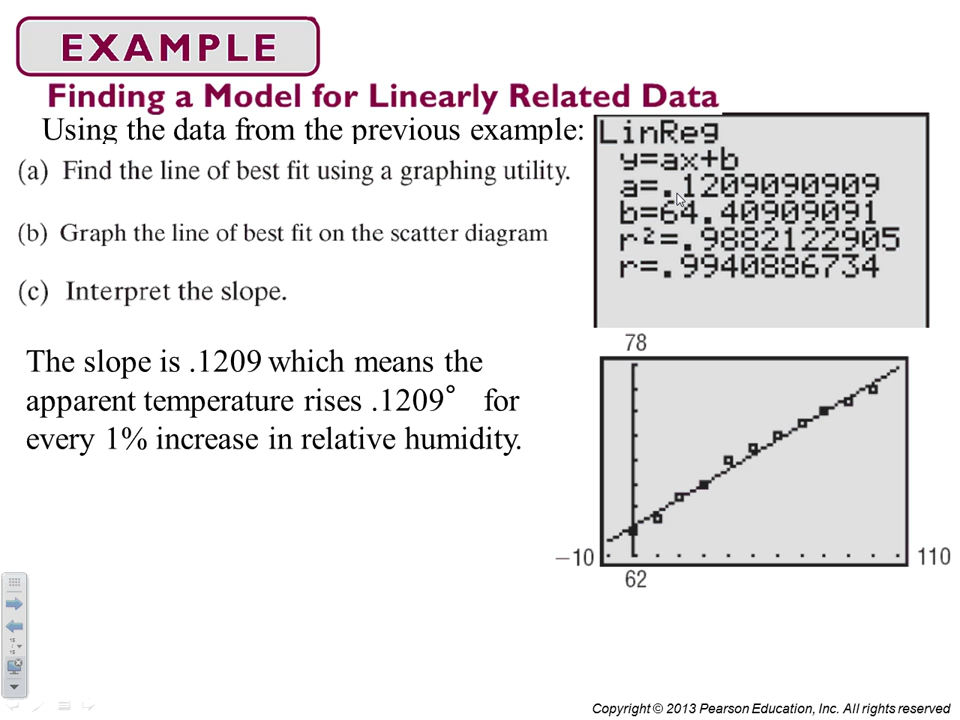 EXAMPLE
Finding a Model for Linearly Related Data
Using the data from the previous example:
(a) Find the line of best fit using a graphing utility.
(b) Graph the line of best fit on the scatter diagram
(c) Interpret the slope.
The slope is .1209 which means the
apparent temperature rises .1209° for
every 1% increase in relative humidity.
LinReg
y=ax+b
a=.1209090909
b=64.40909091
r²=.9882122905
r=.9940886734
78
−10
110
62
Copyright © 2013 Pearson Education, Inc. All rights reserved